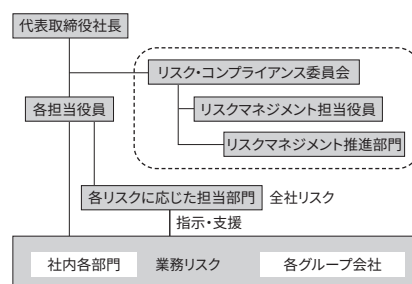 代表取締役社長
リスク・コンプライアンス委員会
各担当役員
リスクマネジメント担当役員
リスクマネジメント推進部門
各リスクに応じた担当部門 全社リスク
指示・支援
社内各部門 業務リスク 各グループ会社